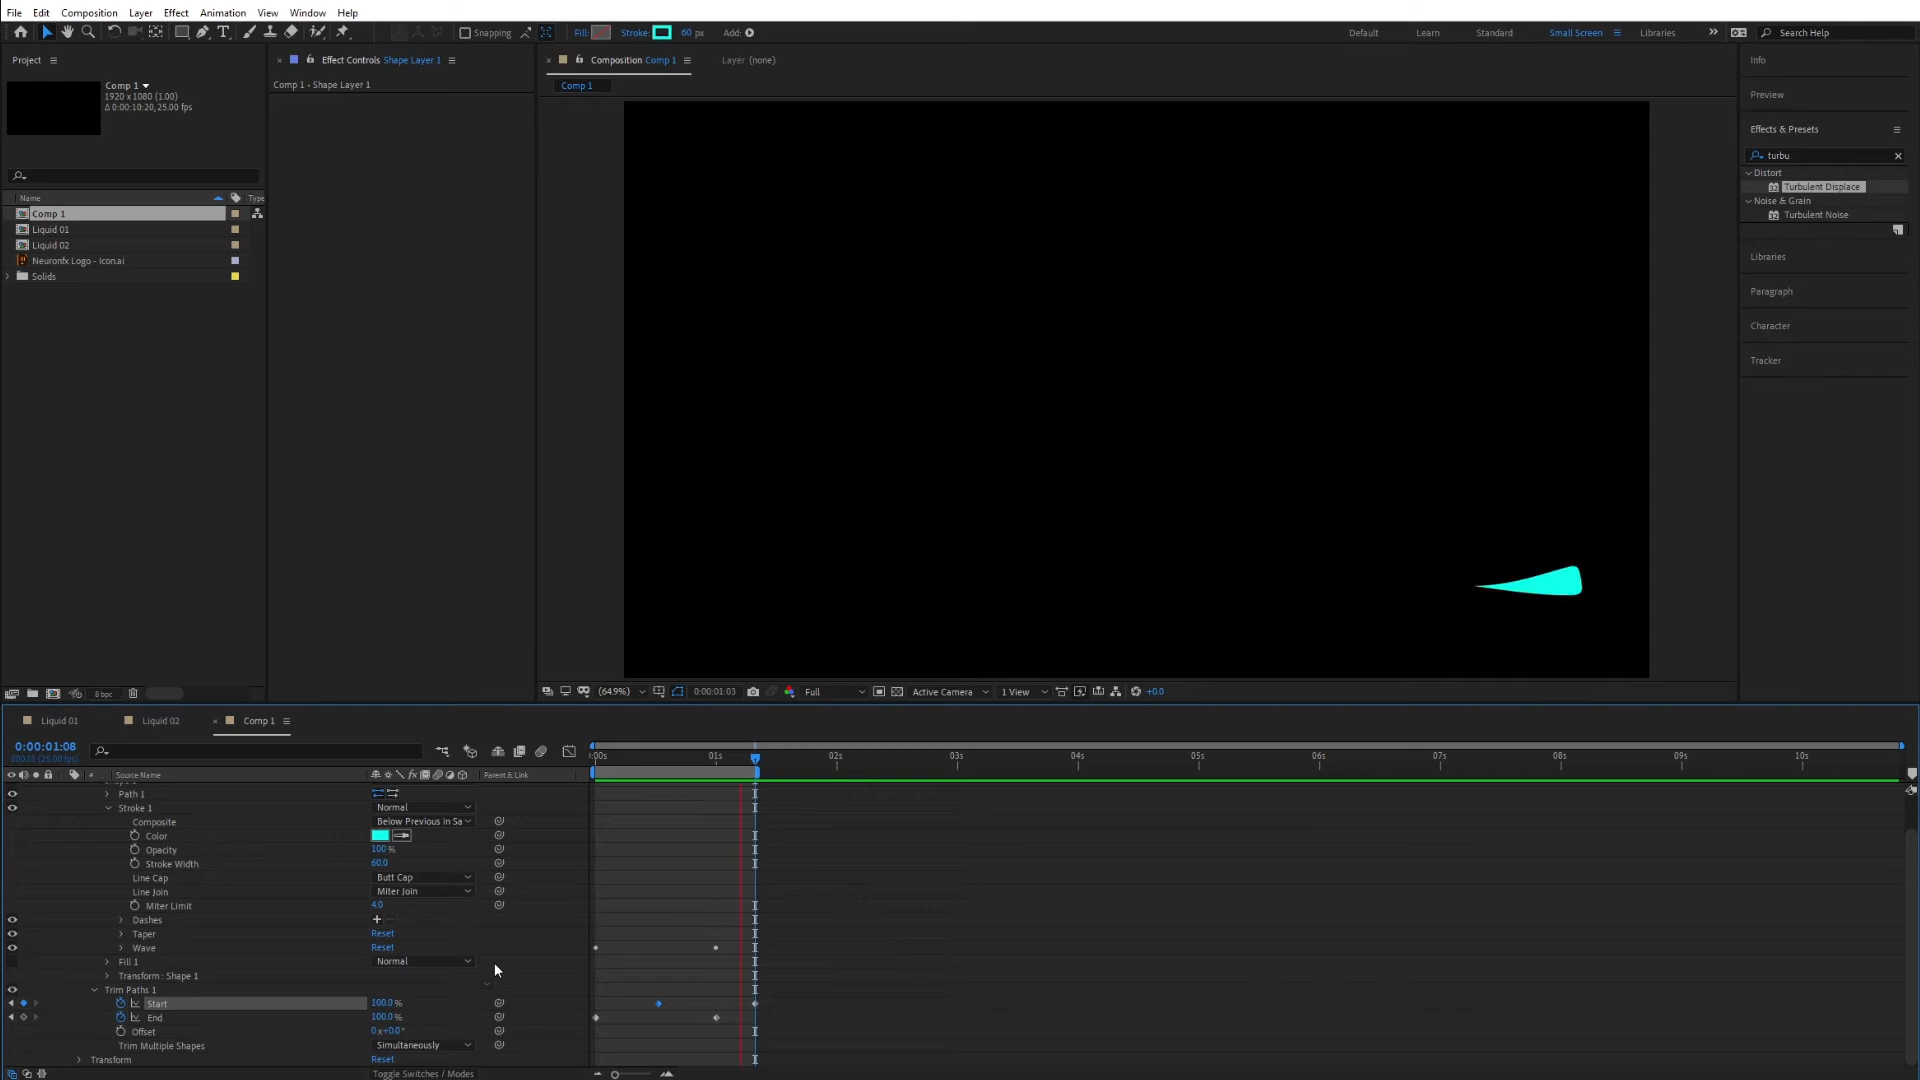 File Edit Composition Layer Effect Animation View Window Help
Snapping Fill: Stroke: 60 px Add: Default Learn Standard Small Screen Libraries Search Help
Project
Comp 1
1920 x 1080 (1.00)
Δ 0:00:10:20, 25.00 fps
Name Type
Comp 1
Liquid 01
Liquid 02
Neuronfx Logo - Icon.ai
Solids
8 bpc
Effect Controls Shape Layer 1
Comp 1 - Shape Layer 1
Composition Comp 1 Layer (none)
Comp 1
(64.9%) 0:00:01:03 Full Active Camera 1 View +0.0
Info
Preview
Effects & Presets
turbu
Distort
32 Turbulent Displace
Noise & Grain
32 Turbulent Noise
Libraries
Paragraph
Character
Tracker
Liquid 01 Liquid 02 Comp 1
0:00:01:08
00033 (25.00 fps)
:00s 01s 02s 03s 04s 05s 06s 07s 08s 09s 10s
Source Name Parent & Link
Path 1
Stroke 1 Normal
Composite Below Previous in Sa
Color
Opacity 100 %
Stroke Width 60.0
Line Cap Butt Cap
Line Join Miter Join
Miter Limit 4.0
Dashes + -
Taper Reset
Wave Reset
Fill 1 Normal
Transform : Shape 1
Trim Paths 1
Start 100.0 %
End 100.0 %
Offset 0 x+0.0°
Trim Multiple Shapes Simultaneously
Transform Reset
Toggle Switches / Modes